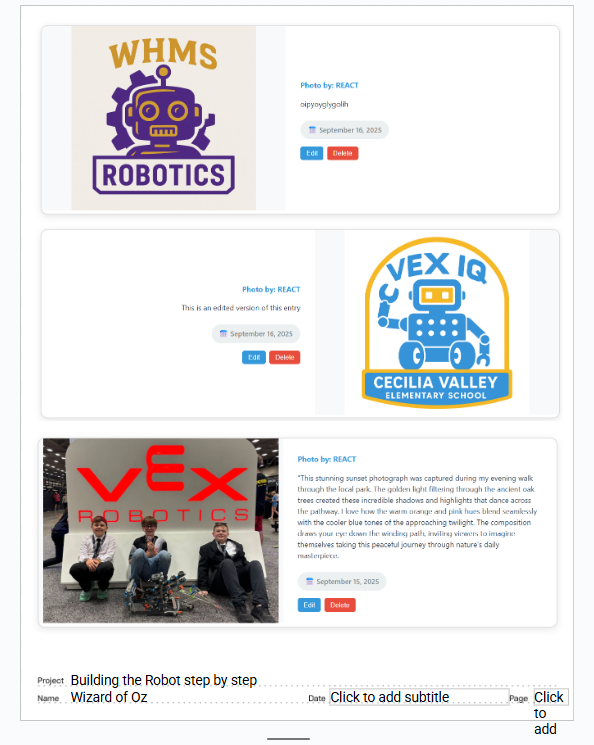 WHMS
ROBOTICS
Photo by: REACT
oipyoyglygolih
September 16, 2025
Edit Delete
Photo by: REACT
This is an edited version of this entry
September 16, 2025
Edit Delete
VEX IQ
CECILIA VALLEY
ELEMENTARY SCHOOL
VEX
ROBOTICS
Photo by: REACT
"This stunning sunset photograph was captured during my evening walk
through the local park. The golden light filtering through the ancient oak
trees created these incredible shadows and highlights that dance across
the pathway. I love how the warm orange and pink hues blend seamlessly
with the cooler blue tones of the approaching twilight. The composition
draws your eye down the winding path, inviting viewers to imagine
themselves taking this peaceful journey through nature's daily
masterpiece.
September 15, 2025
Edit Delete
Project Building the Robot step by step
Name Wizard of Oz Date Click to add subtitle Page Click
to
add